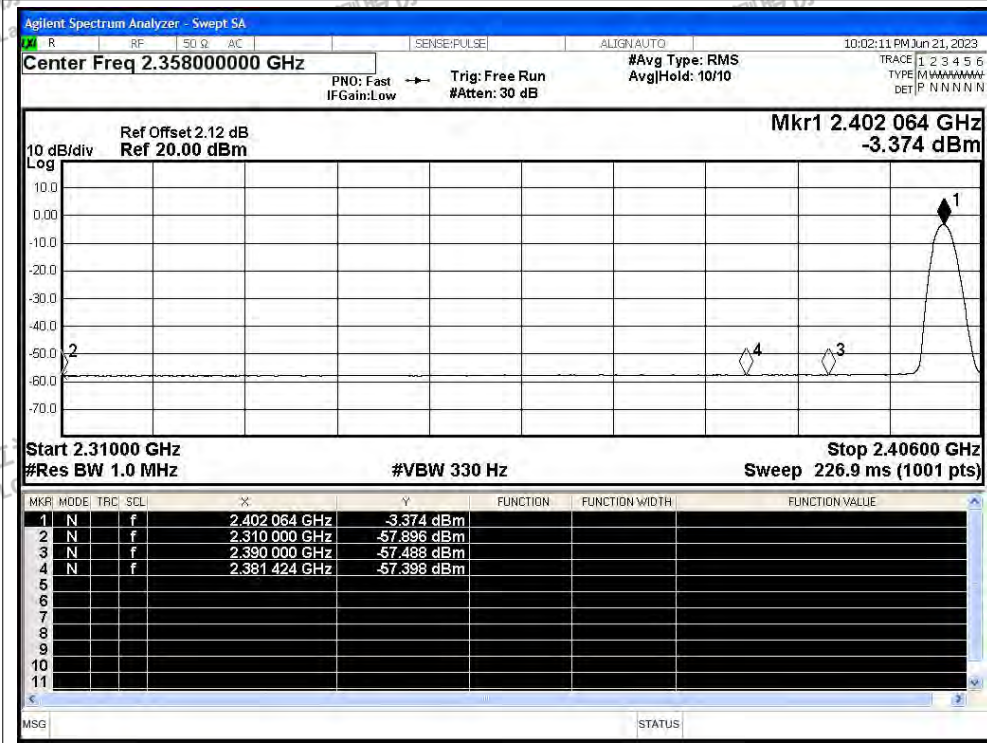 Agilent Spectrum Analyzer - Swept SA
LXI R RF 50 Ω AC SENSE:PULSE ALIGN AUTO 10:02:11 PM Jun 21, 2023
Center Freq 2.358000000 GHz #Avg Type: RMS TRACE 1 2 3 4 5 6
PNO: Fast Trig: Free Run Avg|Hold: 10/10 TYPE M
IFGain:Low #Atten: 30 dB DET P N N N N N
Mkr1 2.402 064 GHz
-3.374 dBm
Ref Offset 2.12 dB
10 dB/div Ref 20.00 dBm
Log
10.0
0.00
-10.0
-20.0
-30.0
-40.0
-50.0
-60.0
-70.0
1
2
4
3
Start 2.31000 GHz Stop 2.40600 GHz
#Res BW 1.0 MHz #VBW 330 Hz Sweep 226.9 ms (1001 pts)
MKR MODE TRC SCL X Y FUNCTION FUNCTION WIDTH FUNCTION VALUE
1 N f 2.402 064 GHz -3.374 dBm
2 N f 2.310 000 GHz -57.896 dBm
3 N f 2.390 000 GHz -57.488 dBm
4 N f 2.381 424 GHz -57.398 dBm
5
6
7
8
9
10
11
MSG STATUS